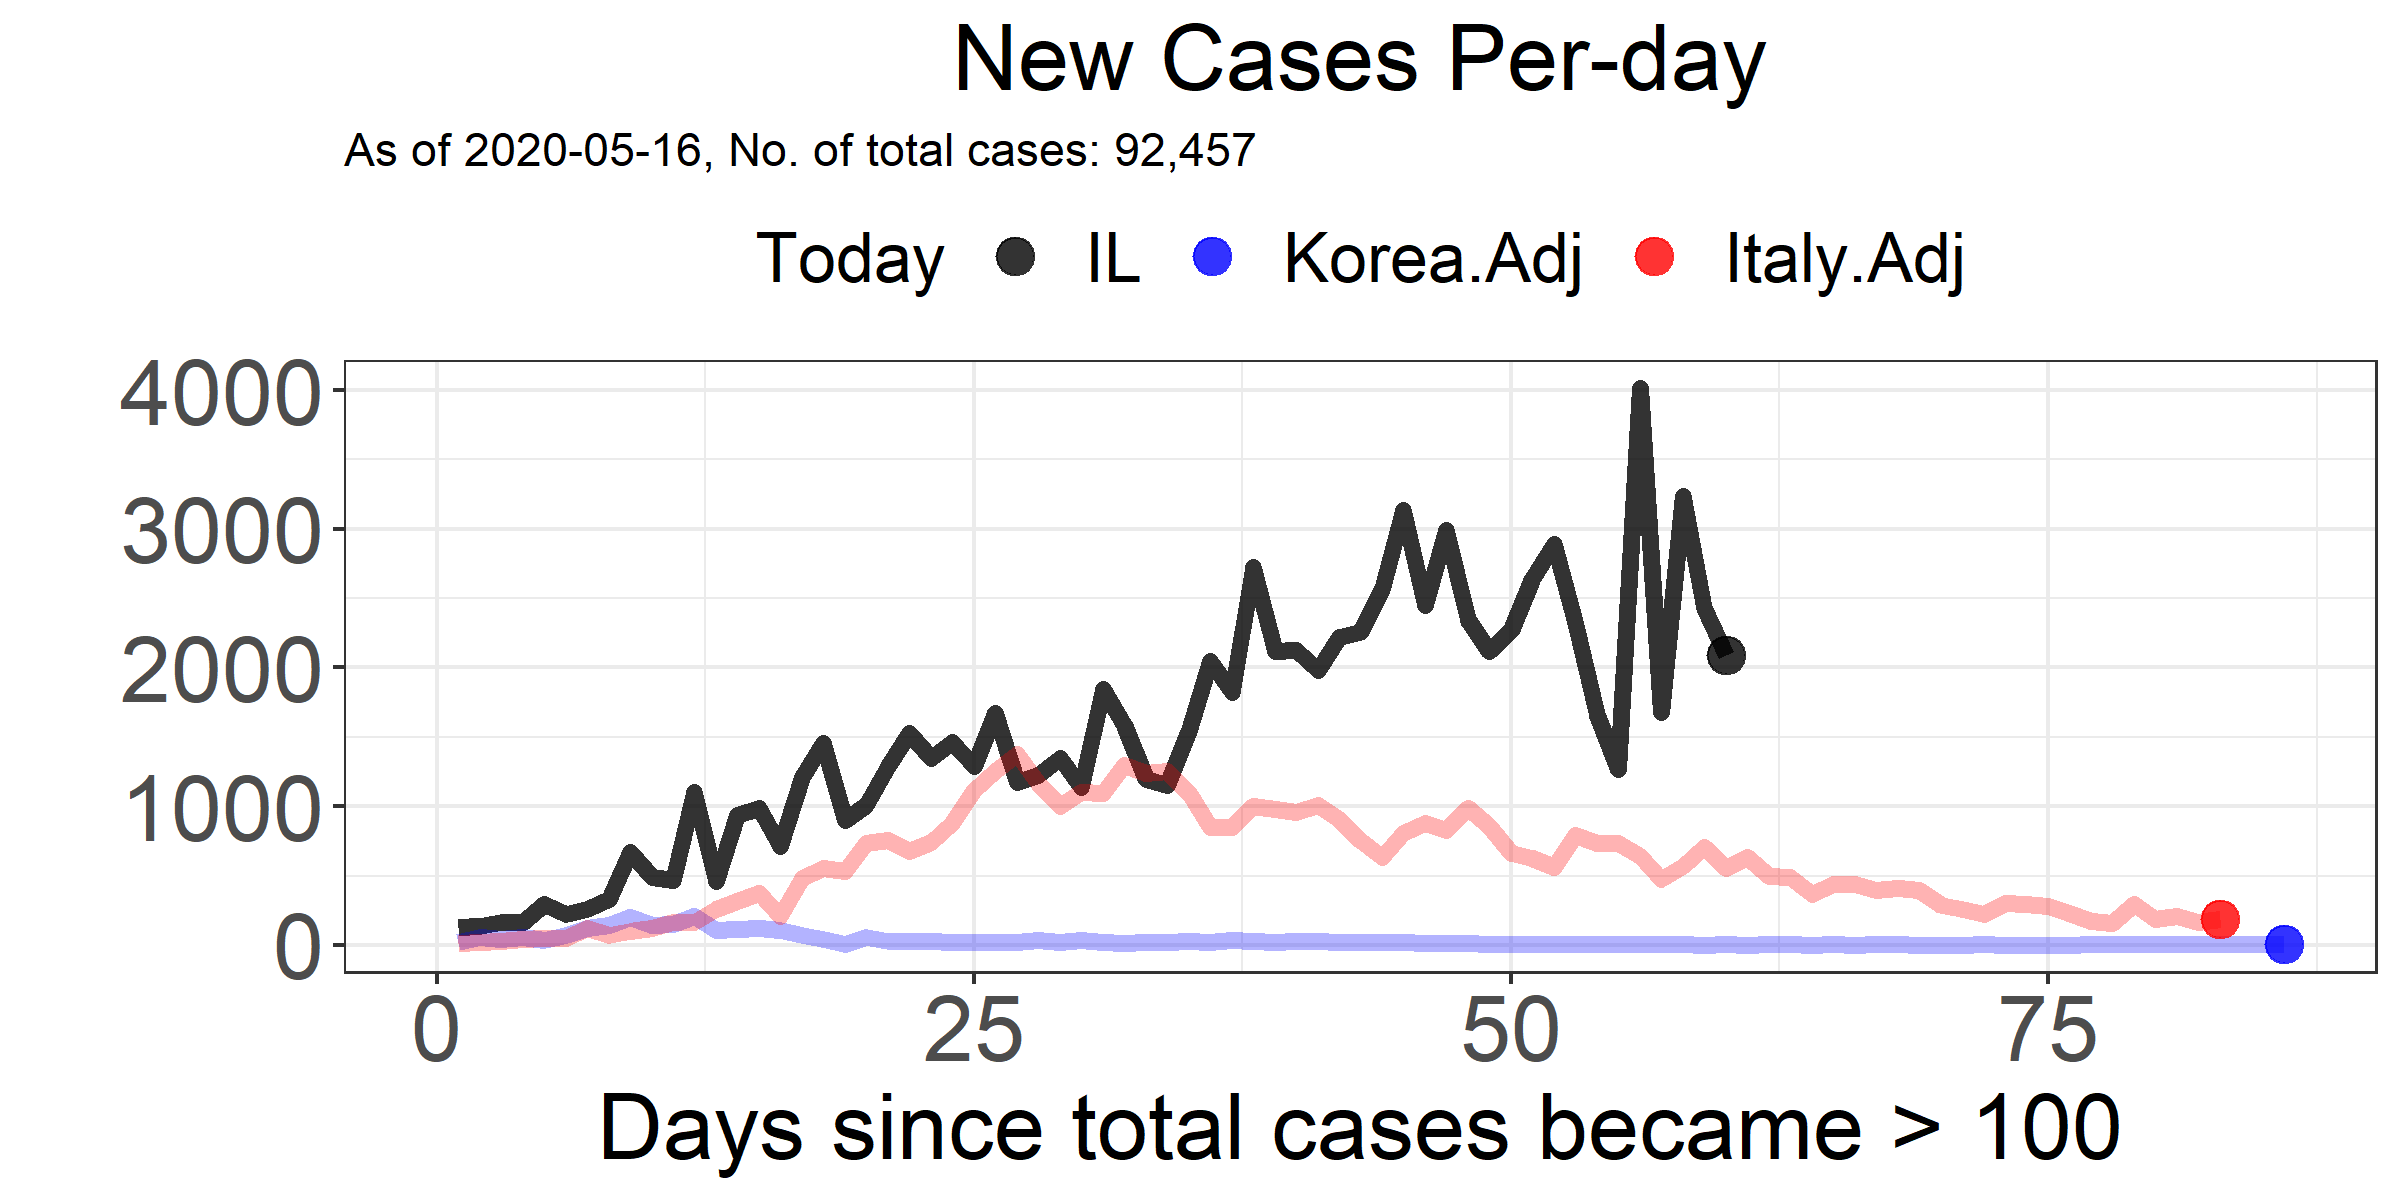 New Cases Per-day
As of 2020-05-16, No. of total cases: 92,457
Today IL Korea.Adj Italy.Adj
4000
3000
2000
1000
0
0 25 50 75
Days since total cases became > 100